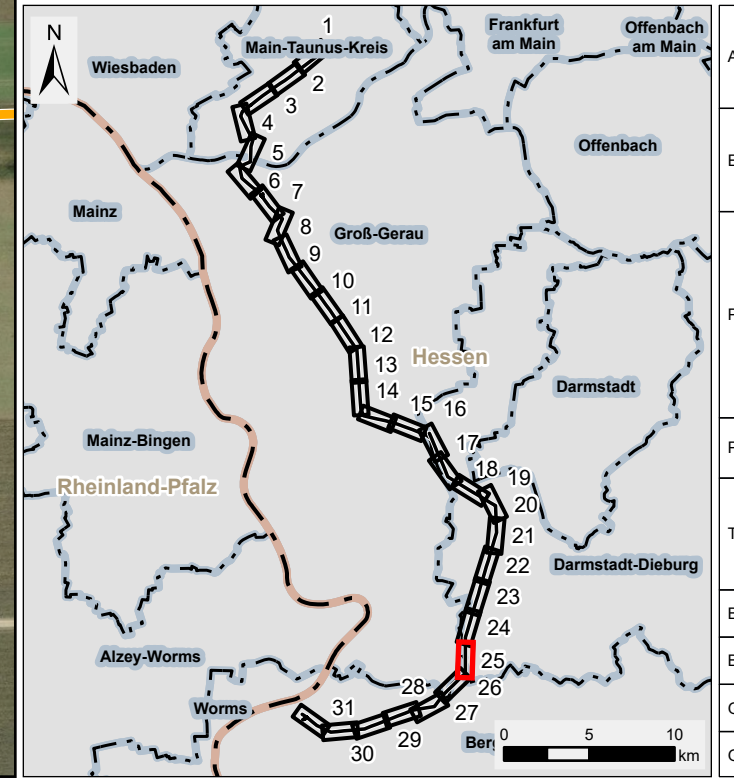 N
1
Main-Taunus-Kreis
Frankfurt
am Main
Offenbach
am Main
Wiesbaden
2
3
4
5
Offenbach
6
7
Mainz
8
Groß-Gerau
9
10
11
12
Hessen
13
14
Darmstadt
15
16
Mainz-Bingen
17
Rheinland-Pfalz
18
19
20
21
22
Darmstadt-Dieburg
23
24
Alzey-Worms
25
26
28
27
Worms
31
30
29
0
5
10
km